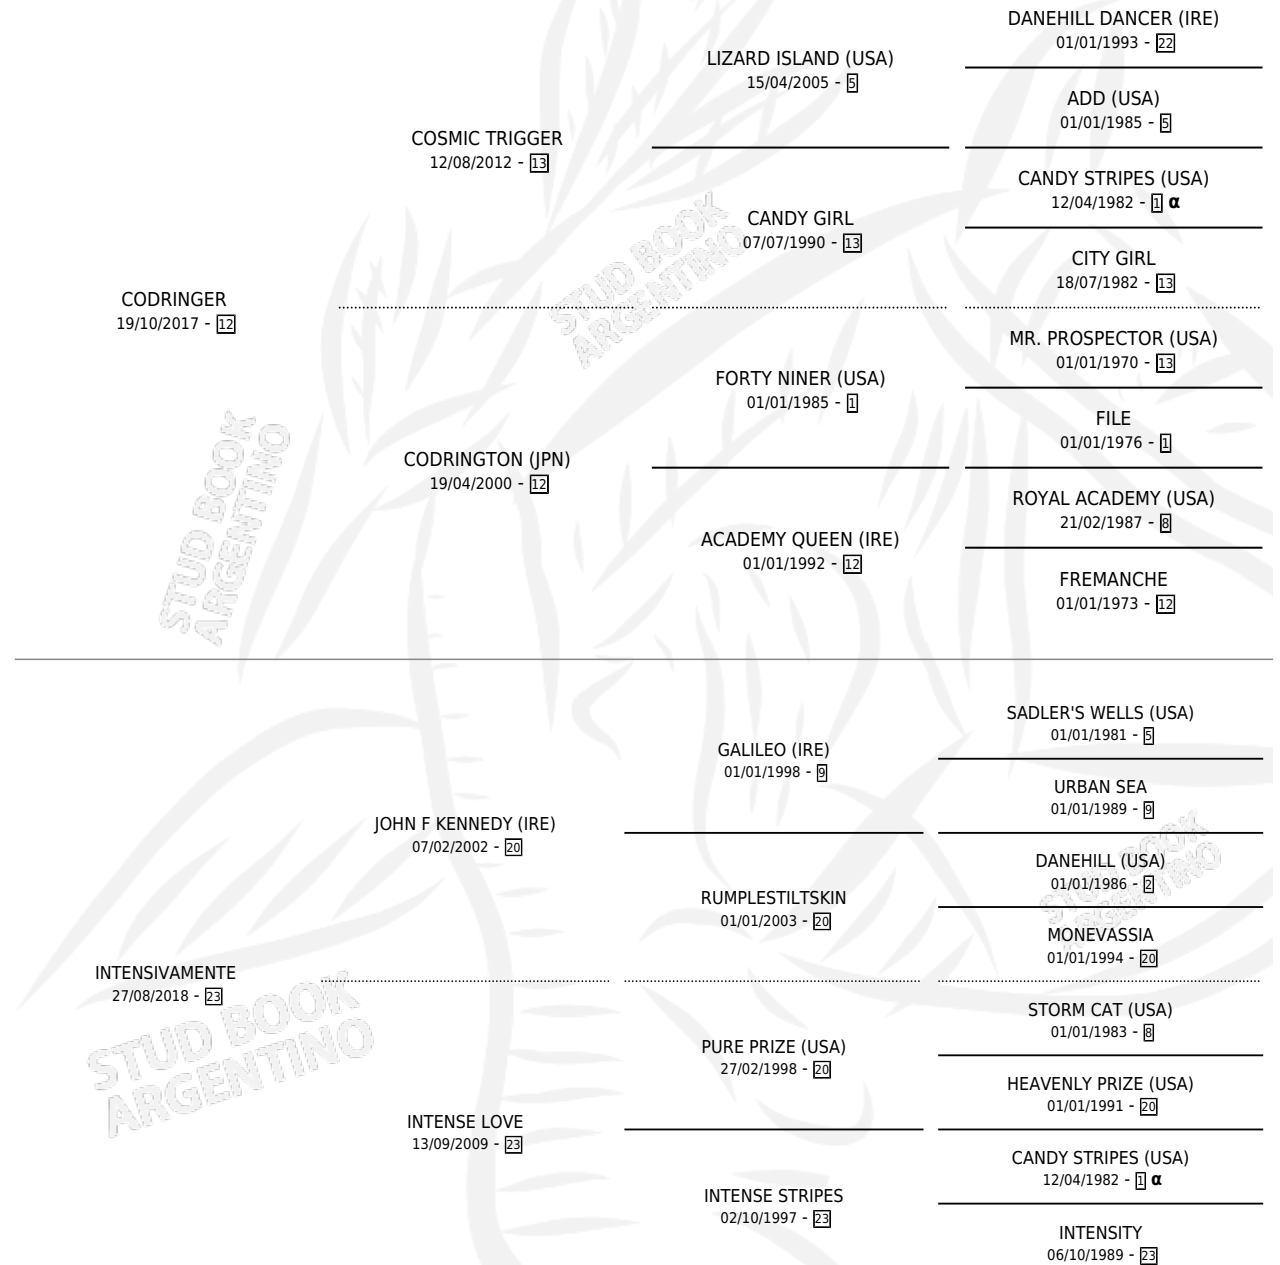 DANEHILL DANCER (IRE)
01/01/1993 - 22
LIZARD ISLAND (USA)
15/04/2005 - 5
ADD (USA)
01/01/1985 - 5
COSMIC TRIGGER
12/08/2012 - 13
CANDY STRIPES (USA)
12/04/1982 - 1 α
CANDY GIRL
07/07/1990 - 13
CITY GIRL
18/07/1982 - 13
CODRINGER
19/10/2017 - 12
MR. PROSPECTOR (USA)
01/01/1970 - 13
FORTY NINER (USA)
01/01/1985 - 1
FILE
01/01/1976 - 1
CODRINGTON (JPN)
19/04/2000 - 12
ROYAL ACADEMY (USA)
21/02/1987 - 8
ACADEMY QUEEN (IRE)
01/01/1992 - 12
FREMANCHE
01/01/1973 - 12
STUD BOOK
ARGENTINO
STUD BOOK
ARGENTINO
SADLER'S WELLS (USA)
01/01/1981 - 5
GALILEO (IRE)
01/01/1998 - 9
URBAN SEA
01/01/1989 - 9
JOHN F KENNEDY (IRE)
07/02/2002 - 20
DANEHILL (USA)
01/01/1986 - 2
RUMPLESTILTSKIN
01/01/2003 - 20
MONEVASSIA
01/01/1994 - 20
INTENSIVAMENTE
27/08/2018 - 23
STORM CAT (USA)
01/01/1983 - 8
PURE PRIZE (USA)
27/02/1998 - 20
HEAVENLY PRIZE (USA)
01/01/1991 - 20
INTENSE LOVE
13/09/2009 - 23
CANDY STRIPES (USA)
12/04/1982 - 1 α
INTENSE STRIPES
02/10/1997 - 23
INTENSITY
06/10/1989 - 23
STUD BOOK
ARGENTINO
STUD BOOK
ARGENTINO